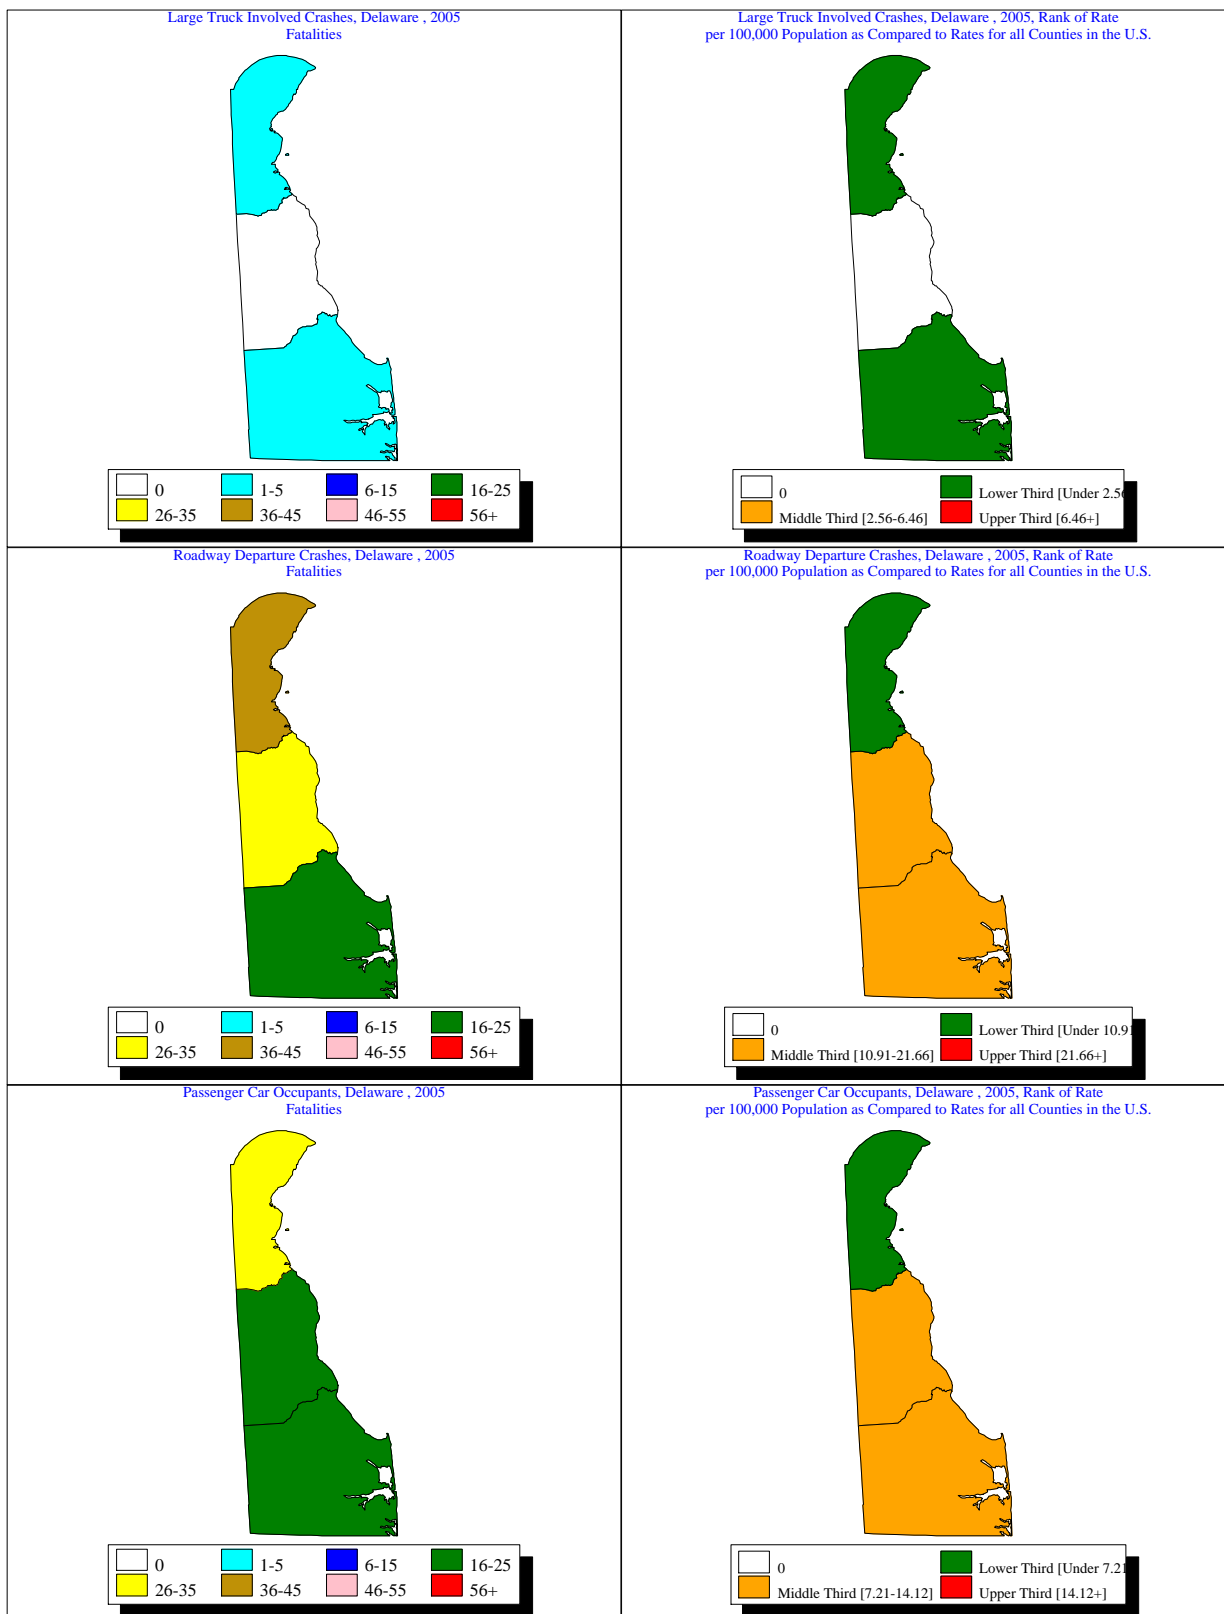 Large Truck Involved Crashes, Delaware , 2005
Fatalities
0 1-5 6-15 16-25
26-35 36-45 46-55 56+
Large Truck Involved Crashes, Delaware , 2005, Rank of Rate
per 100,000 Population as Compared to Rates for all Counties in the U.S.
0 Lower Third [Under 2.56
Middle Third [2.56-6.46] Upper Third [6.46+]
Roadway Departure Crashes, Delaware , 2005
Fatalities
0 1-5 6-15 16-25
26-35 36-45 46-55 56+
Roadway Departure Crashes, Delaware , 2005, Rank of Rate
per 100,000 Population as Compared to Rates for all Counties in the U.S.
0 Lower Third [Under 10.91
Middle Third [10.91-21.66] Upper Third [21.66+]
Passenger Car Occupants, Delaware , 2005
Fatalities
0 1-5 6-15 16-25
26-35 36-45 46-55 56+
Passenger Car Occupants, Delaware , 2005, Rank of Rate
per 100,000 Population as Compared to Rates for all Counties in the U.S.
0 Lower Third [Under 7.21
Middle Third [7.21-14.12] Upper Third [14.12+]